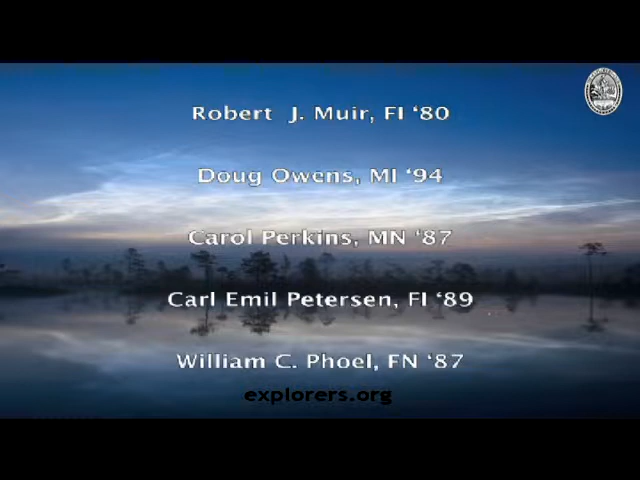 Robert J. Muir, FI ‘80
Doug Owens, MI ‘94
Carol Perkins, MN ‘87
Carl Emil Petersen, FI ‘89
William C. Phoel, FN ‘87
explorers.org